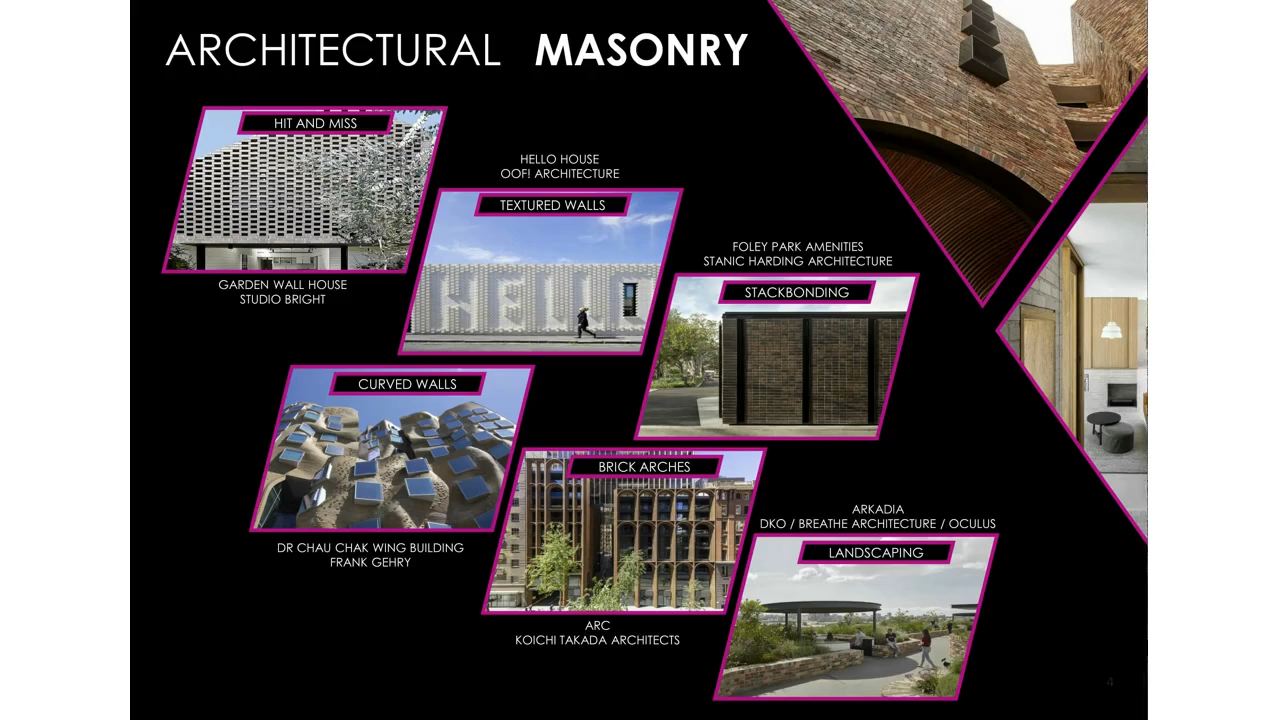 ARCHITECTURAL MASONRY
HIT AND MISS
GARDEN WALL HOUSE
STUDIO BRIGHT
HELLO HOUSE
OOF! ARCHITECTURE
TEXTURED WALLS
HELLO
FOLEY PARK AMENITIES
STANIC HARDING ARCHITECTURE
STACKBONDING
CURVED WALLS
DR CHAU CHAK WING BUILDING
FRANK GEHRY
BRICK ARCHES
ARC
KOICHI TAKADA ARCHITECTS
ARKADIA
DKO / BREATHE ARCHITECTURE / OCULUS
LANDSCAPING
4